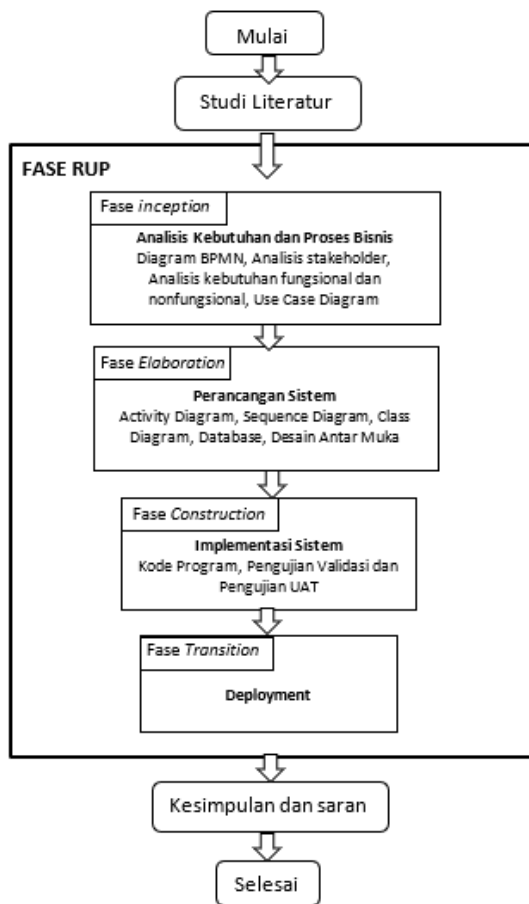 Mulai
Studi Literatur
FASE RUP
Fase inception
Analisis Kebutuhan dan Proses Bisnis
Diagram BPMN, Analisis stakeholder,
Analisis kebutuhan fungsional dan
nonfungsional, Use Case Diagram
Fase Elaboration
Perancangan Sistem
Activity Diagram, Sequence Diagram, Class
Diagram, Database, Desain Antar Muka
Fase Construction
Implementasi Sistem
Kode Program, Pengujian Validasi dan
Pengujian UAT
Fase Transition
Deployment
Kesimpulan dan saran
Selesai